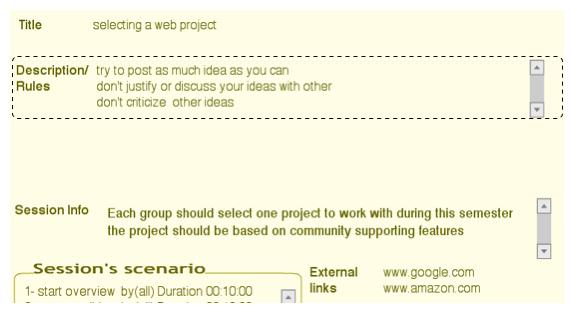 Title selecting a web project
Description/ try to post as much idea as you can
Rules don't justify or discuss your ideas with other
don't criticize other ideas
Session Info Each group should select one project to work with during this semester
the project should be based on community supporting features
Session's scenario
External www.google.com
links www.amazon.com
1- start overview by(all) Duration 00:10:00